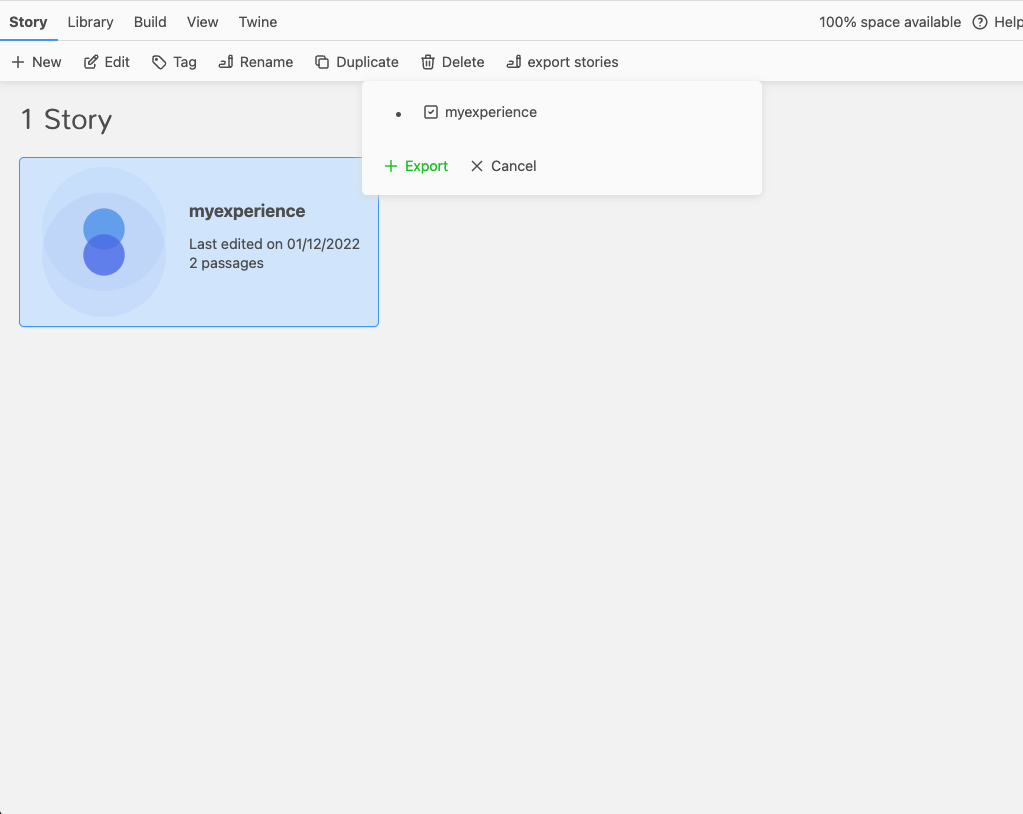 Story Library Build View Twine 100% space available Help
New Edit Tag Rename Duplicate Delete export stories
myexperience
Export Cancel
1 Story
myexperience
Last edited on 01/12/2022
2 passages